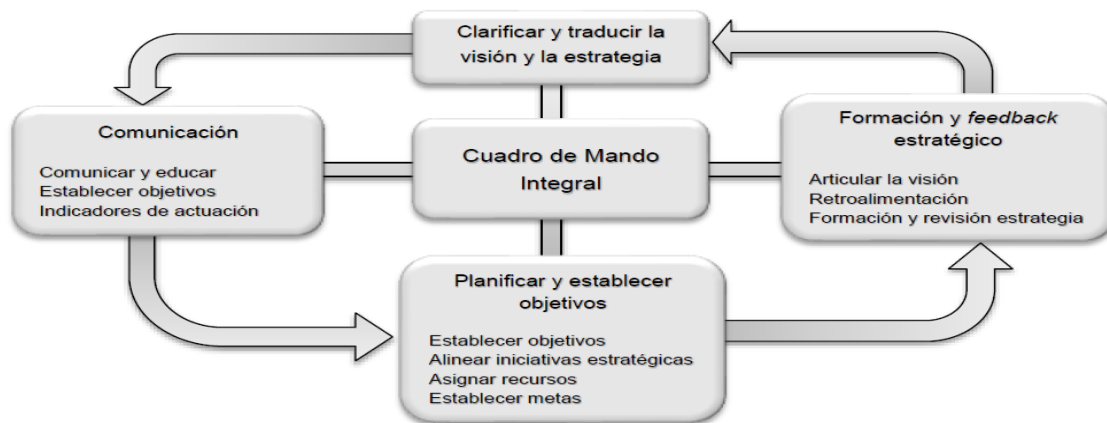 Clarificar y traducir la
visión y la estrategia
Comunicación
Comunicar y educar
Establecer objetivos
Indicadores de actuación
Cuadro de Mando
Integral
Formación y feedback
estratégico
Articular la visión
Retroalimentación
Formación y revisión estrategia
Planificar y establecer
objetivos
Establecer objetivos
Alinear iniciativas estratégicas
Asignar recursos
Establecer metas